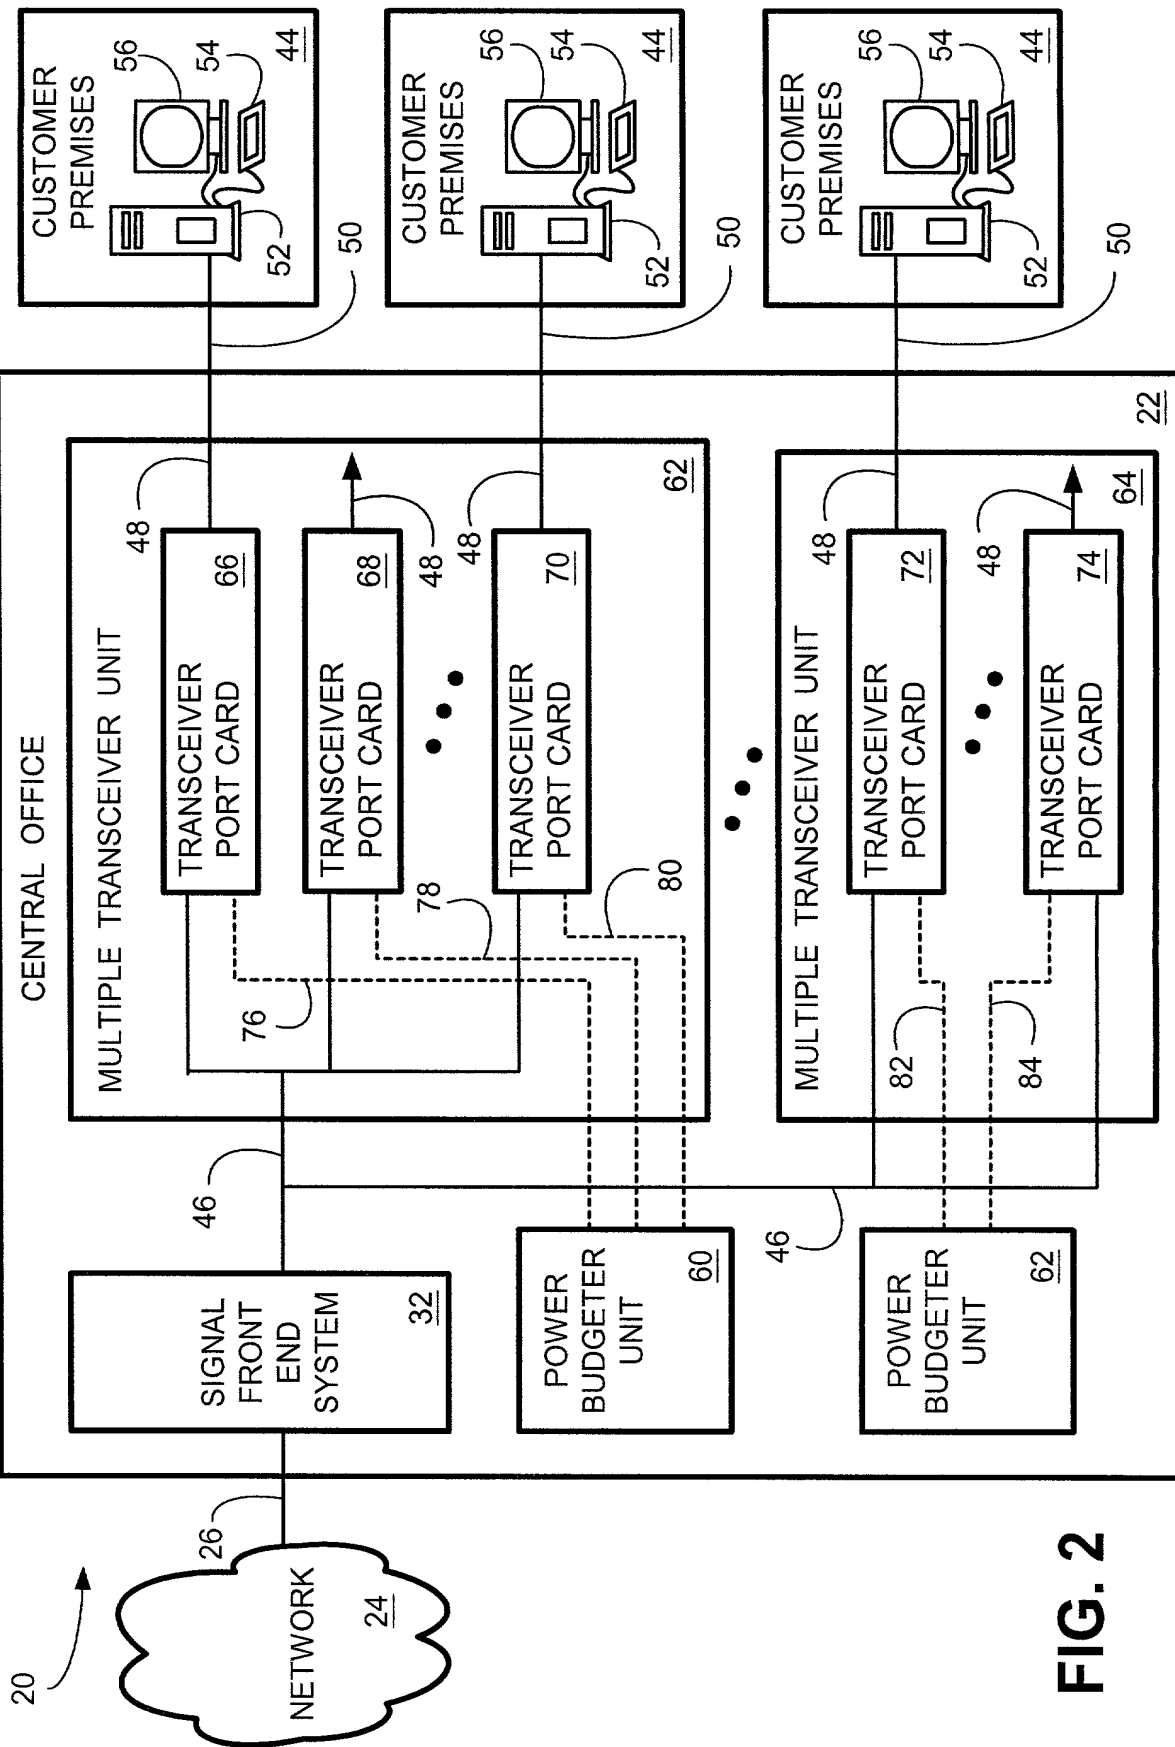 20
NETWORK
24
26
CENTRAL OFFICE
22
SIGNAL
FRONT
END
SYSTEM
32
46
46
POWER
BUDGETER
UNIT
60
POWER
BUDGETER
UNIT
62
MULTIPLE TRANSCEIVER UNIT
62
TRANSCEIVER
PORT CARD
66
48
TRANSCEIVER
PORT CARD
68
48
TRANSCEIVER
PORT CARD
70
48
76
78
80
MULTIPLE TRANSCEIVER UNIT
64
TRANSCEIVER
PORT CARD
72
48
TRANSCEIVER
PORT CARD
74
48
82
84
CUSTOMER
PREMISES
56
54
44
52
50
CUSTOMER
PREMISES
56
54
44
52
50
CUSTOMER
PREMISES
56
54
44
52
50
FIG. 2